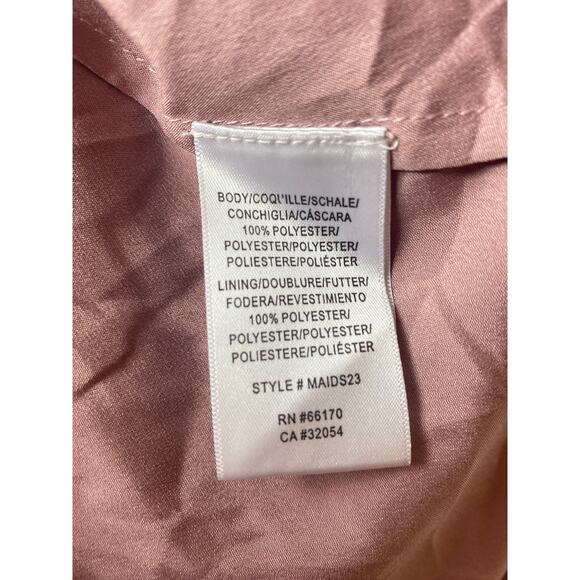 BODY/COQL'ILLE/SCHALE/
CONCHIGLIA/CÁSCARA
100% POLYESTER/
POLYESTER/POLYESTER/
POLIESTERE/POLIÉSTER
LINING/DOUBLURE/FUTTER/
FODERA/REVESTIMIENTO
100% POLYESTER/
POLYESTER/POLYESTER/
POLIESTERE/POLIÉSTER
STYLE # MAIDS23
RN #66170
CA #32054